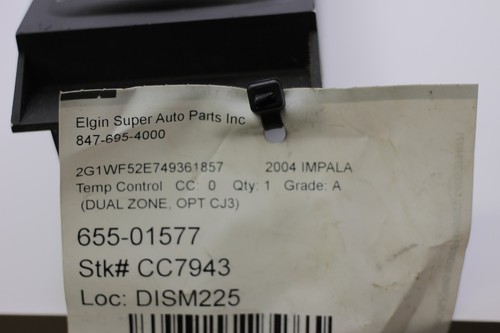 Elgin Super Auto Parts Inc
847-695-4000
2G1WF52E749361857 2004 IMPALA
Temp Control CC: 0 Qty: 1 Grade: A
(DUAL ZONE, OPT CJ3)
655-01577
Stk# CC7943
Loc: DISM225